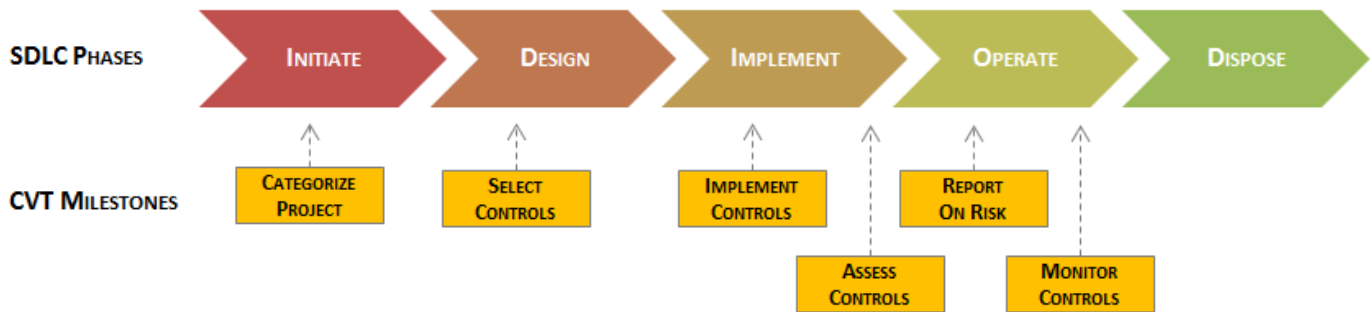 SDLC PHASES
INITIATE
DESIGN
IMPLEMENT
OPERATE
DISPOSE
CVT MILESTONES
CATEGORIZE
PROJECT
SELECT
CONTROLS
IMPLEMENT
CONTROLS
REPORT
ON RISK
ASSESS
CONTROLS
MONITOR
CONTROLS